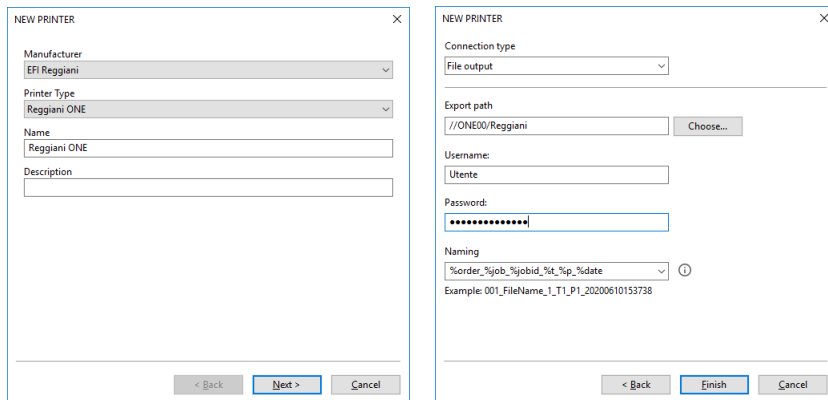 NEW PRINTER
Manufacturer
EFI Reggiani
Printer Type
Reggiani ONE
Name
Reggiani ONE
Description
< Back
Next >
Cancel
NEW PRINTER
Connection type
File output
Export path
//ONE00/Reggiani
Choose...
Username:
Utente
Password:
••••••••••••••
Naming
%order_%job_%jobid_%t_%p_%date
Example: 001_FileName_1_T1_P1_20200610153738
< Back
Finish
Cancel